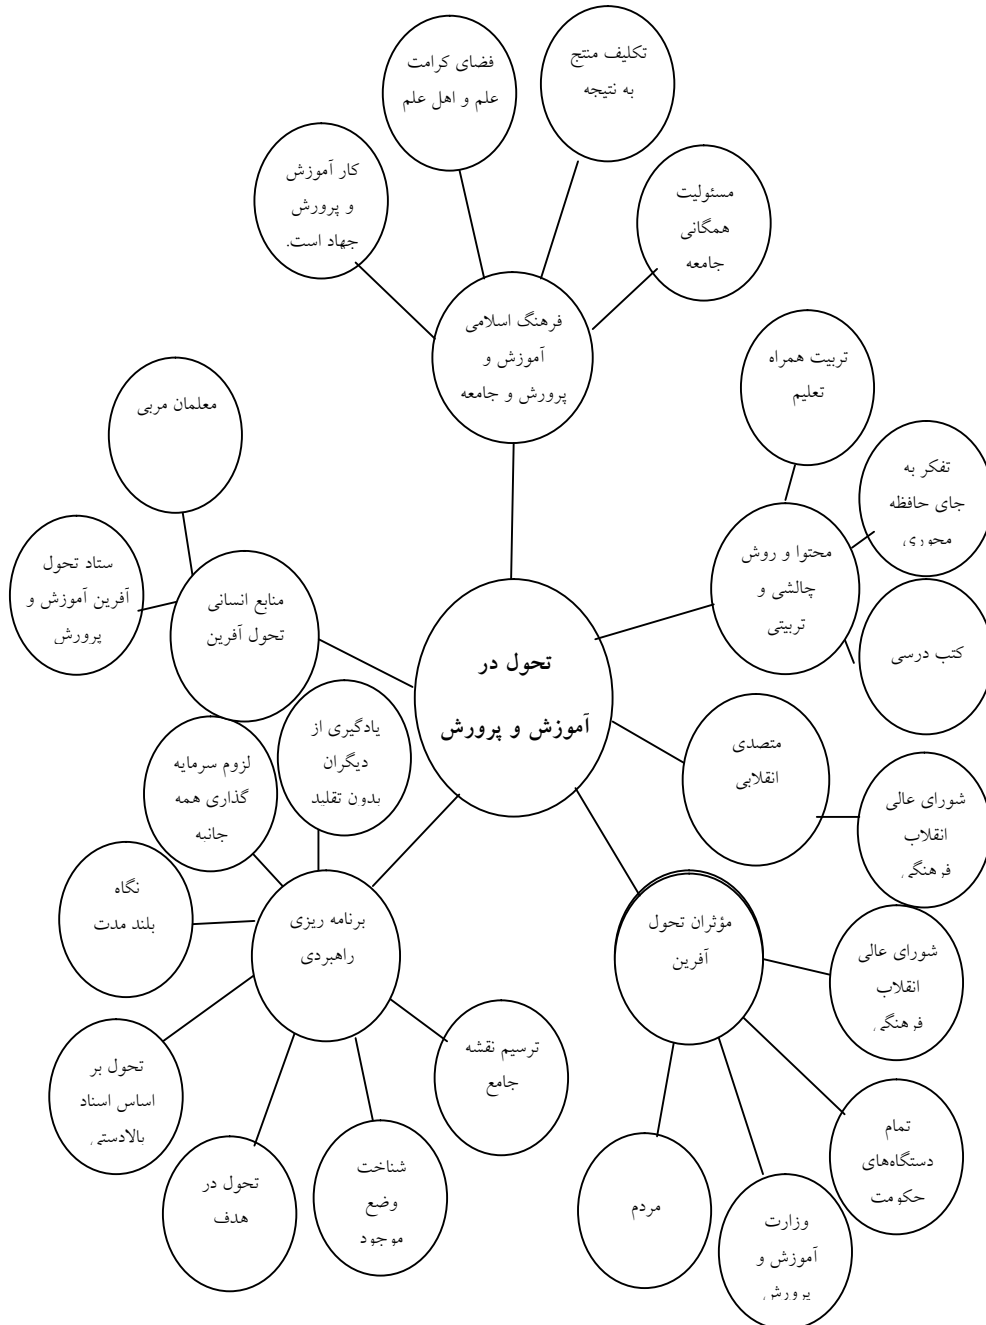 تکلیف منتج
به نتیجه
فضای کرامت
علم و اهل علم
کار آموزش
و پرورش
جهاد است.
مسئولیت
همگانی
جامعه
فرهنگ اسلامی
آموزش و
پرورش و جامعه
تربیت همراه
تعلیم
تفکر به
جای حافظه
محوری
محتوا و روش
چالشی و
تربیتی
کتب درسی
معلمان مربی
ستاد تحول
آفرین آموزش و
پرورش
منابع انسانی
تحول آفرین
تحول در
آموزش و پرورش
متصدی
انقلابی
شورای عالی
انقلاب
فرهنگی
یادگیری از
دیگران
بدون تقلید
لزوم سرمایه
گذاری همه
جانبه
نگاه
بلند مدت
برنامه ریزی
راهبردی
تحول بر
اساس اسناد
بالادستی
تحول در
هدف
شناخت
وضع
موجود
ترسیم نقشه
جامع
مؤثران تحول
آفرین
شورای عالی
انقلاب
فرهنگی
تمام
دستگاه‌های
حکومت
وزارت
آموزش و
پرورش
مردم